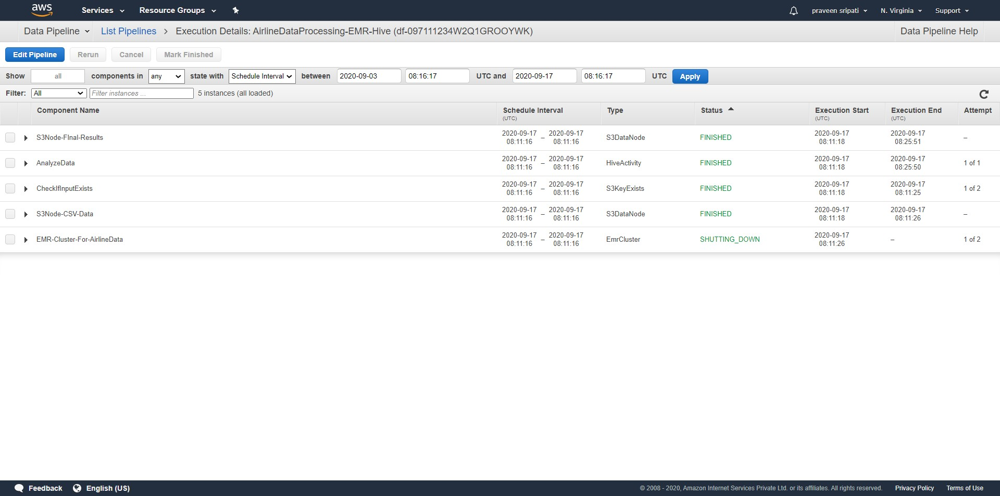 aws Services Resource Groups praveen sripati N. Virginia Support
Data Pipeline List Pipelines > Execution Details: AirlineDataProcessing-EMR-Hive (df-097111234W2Q1GROOYWK) Data Pipeline Help
Edit Pipeline Rerun Cancel Mark Finished
Show all components in any state with Schedule Interval between 2020-09-03 08:16:17 UTC and 2020-09-17 08:16:17 UTC Apply
Filter: All Filter instances ... 5 instances (all loaded)
Component Name Schedule Interval Type Status Execution Start Execution End Attempt
(UTC) (UTC) (UTC)
2020-09-17 2020-09-17 2020-09-17 2020-09-17
S3Node-FInal-Results – S3DataNode FINISHED –
08:11:16 08:11:16 08:11:18 08:25:51
2020-09-17 2020-09-17 2020-09-17 2020-09-17
AnalyzeData – HiveActivity FINISHED 1 of 1
08:11:16 08:11:16 08:11:18 08:25:50
2020-09-17 2020-09-17 2020-09-17 2020-09-17
CheckIfInputExists – S3KeyExists FINISHED 1 of 2
08:11:16 08:11:16 08:11:18 08:11:25
2020-09-17 2020-09-17 2020-09-17 2020-09-17
S3Node-CSV-Data – S3DataNode FINISHED –
08:11:16 08:11:16 08:11:18 08:11:26
2020-09-17 2020-09-17 2020-09-17
EMR-Cluster-For-AirlineData – EmrCluster SHUTTING_DOWN – 1 of 2
08:11:16 08:11:16 08:11:26
Feedback English (US) © 2008 - 2020, Amazon Internet Services Private Ltd. or its affiliates. All rights reserved. Privacy Policy Terms of Use